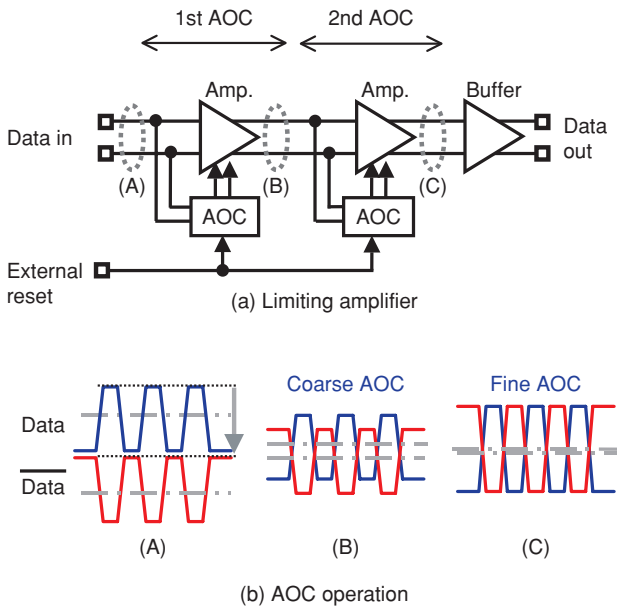 1st AOC 2nd AOC
Amp. Amp. Buffer
Data in
Data
out
(A) (B) (C)
AOC AOC
External
reset
(a) Limiting amplifier
Coarse AOC Fine AOC
Data
Data
(A) (B) (C)
(b) AOC operation